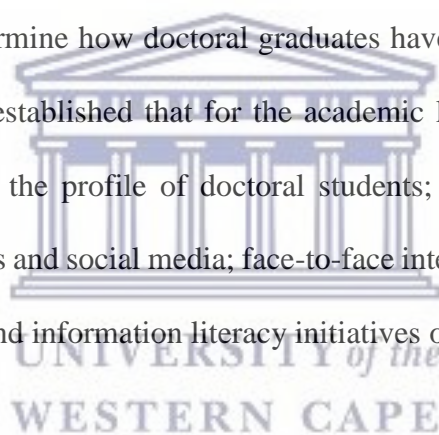 rmine how doctoral graduates have
established that for the academic
the profile of doctoral students;
s and social media; face-to-face inte
nd information literacy initiatives o
UNIVERSITY of the
WESTERN CAPE